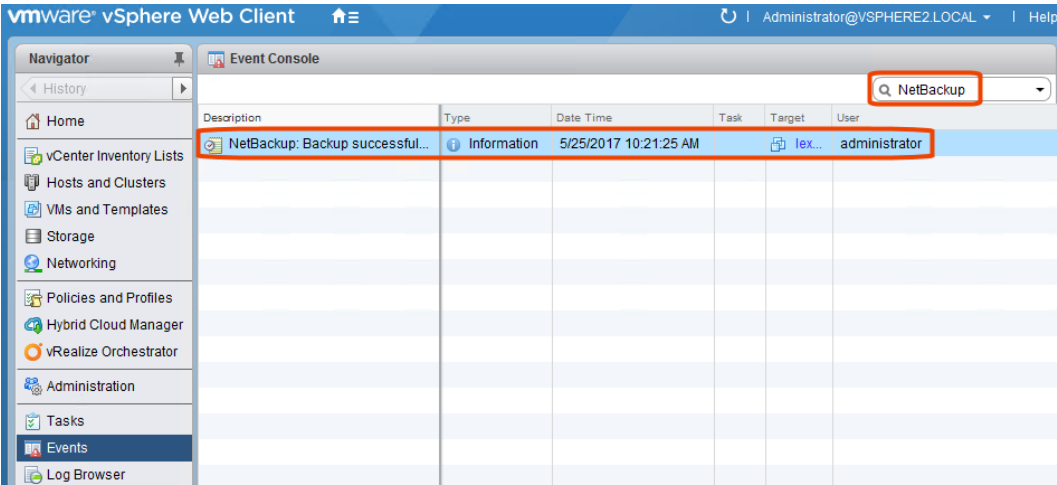 vmware® vSphere Web Client
Administrator@VSPHERE2.LOCAL
Help
Navigator
Event Console
History
NetBackup
Home
Description Type Date Time Task Target User
NetBackup: Backup successful... Information 5/25/2017 10:21:25 AM lex... administrator
vCenter Inventory Lists
Hosts and Clusters
VMs and Templates
Storage
Networking
Policies and Profiles
Hybrid Cloud Manager
vRealize Orchestrator
Administration
Tasks
Events
Log Browser